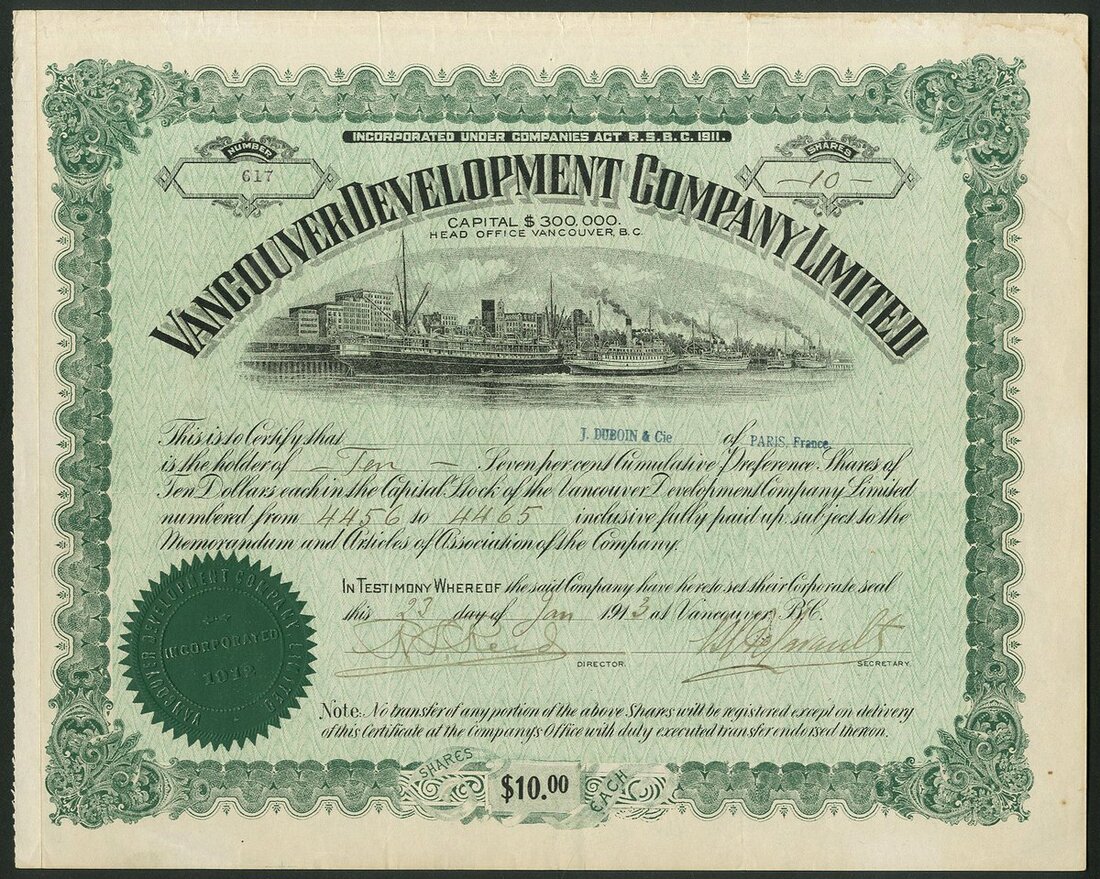 INCORPORATED UNDER COMPANIES ACT R.S.B.C. 1911.
NUMBER
617
SHARES
—10—
VANCOUVER DEVELOPMENT COMPANY LIMITED
CAPITAL $300,000.
HEAD OFFICE VANCOUVER, B.C.
This is to Certify that J. DUBOIN & Cie of PARIS, France
is the holder of — Ten — Seven per cent Cumulative Preference Shares of
Ten Dollars each in the Capital Stock of the Vancouver Development Company Limited
numbered from 4456 to 4465 inclusive fully paid up subject to the
Memorandum and Articles of Association of the Company.
IN TESTIMONY WHEREOF the said Company have hereto set their Corporate seal
this 23 day of Jan 1913 at Vancouver, B.C.
DIRECTOR.
SECRETARY.
VANCOUVER DEVELOPMENT COMPANY LIMITED
INCORPORATED
1912
Note: No transfer of any portion of the above Shares will be registered except on delivery
of this Certificate at the Company's Office with duly executed transfer endorsed thereon.
SHARES $10.00 EACH